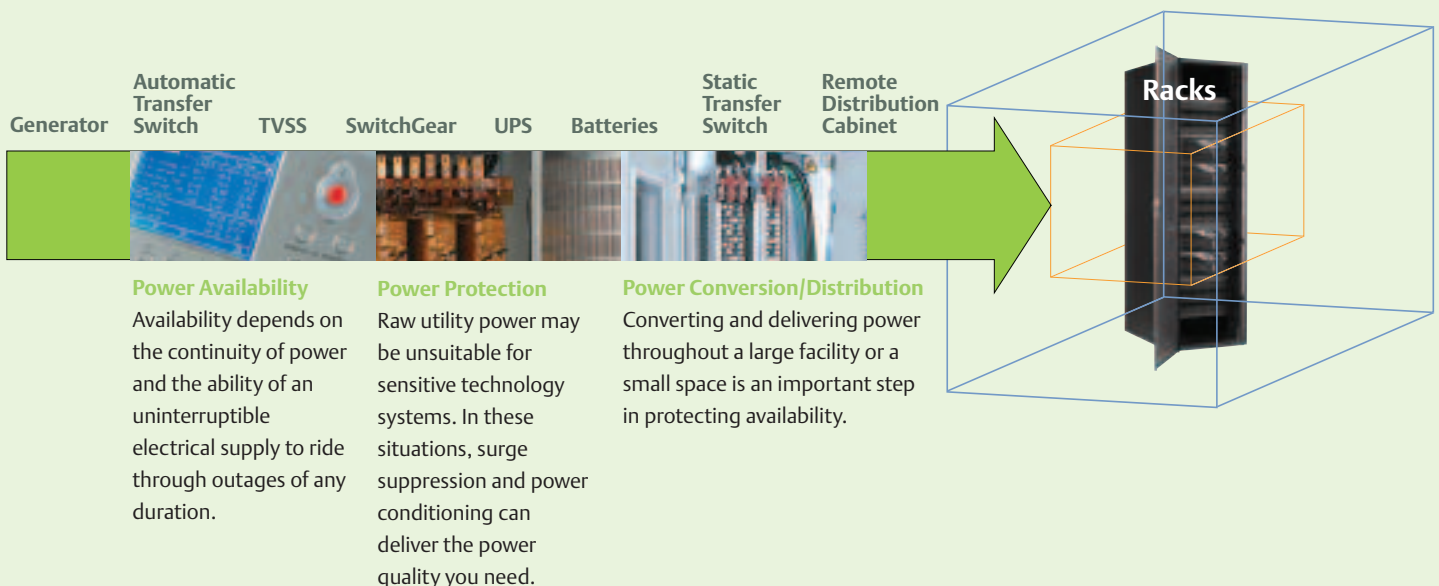 Generator
Automatic
Transfer
Switch
TVSS
SwitchGear
UPS
Batteries
Static
Transfer
Switch
Remote
Distribution
Cabinet
Racks
Power Availability
Availability depends on
the continuity of power
and the ability of an
uninterruptible
electrical supply to ride
through outages of any
duration.
Power Protection
Raw utility power may
be unsuitable for
sensitive technology
systems. In these
situations, surge
suppression and power
conditioning can
deliver the power
quality you need.
Power Conversion/Distribution
Converting and delivering power
throughout a large facility or a
small space is an important step
in protecting availability.